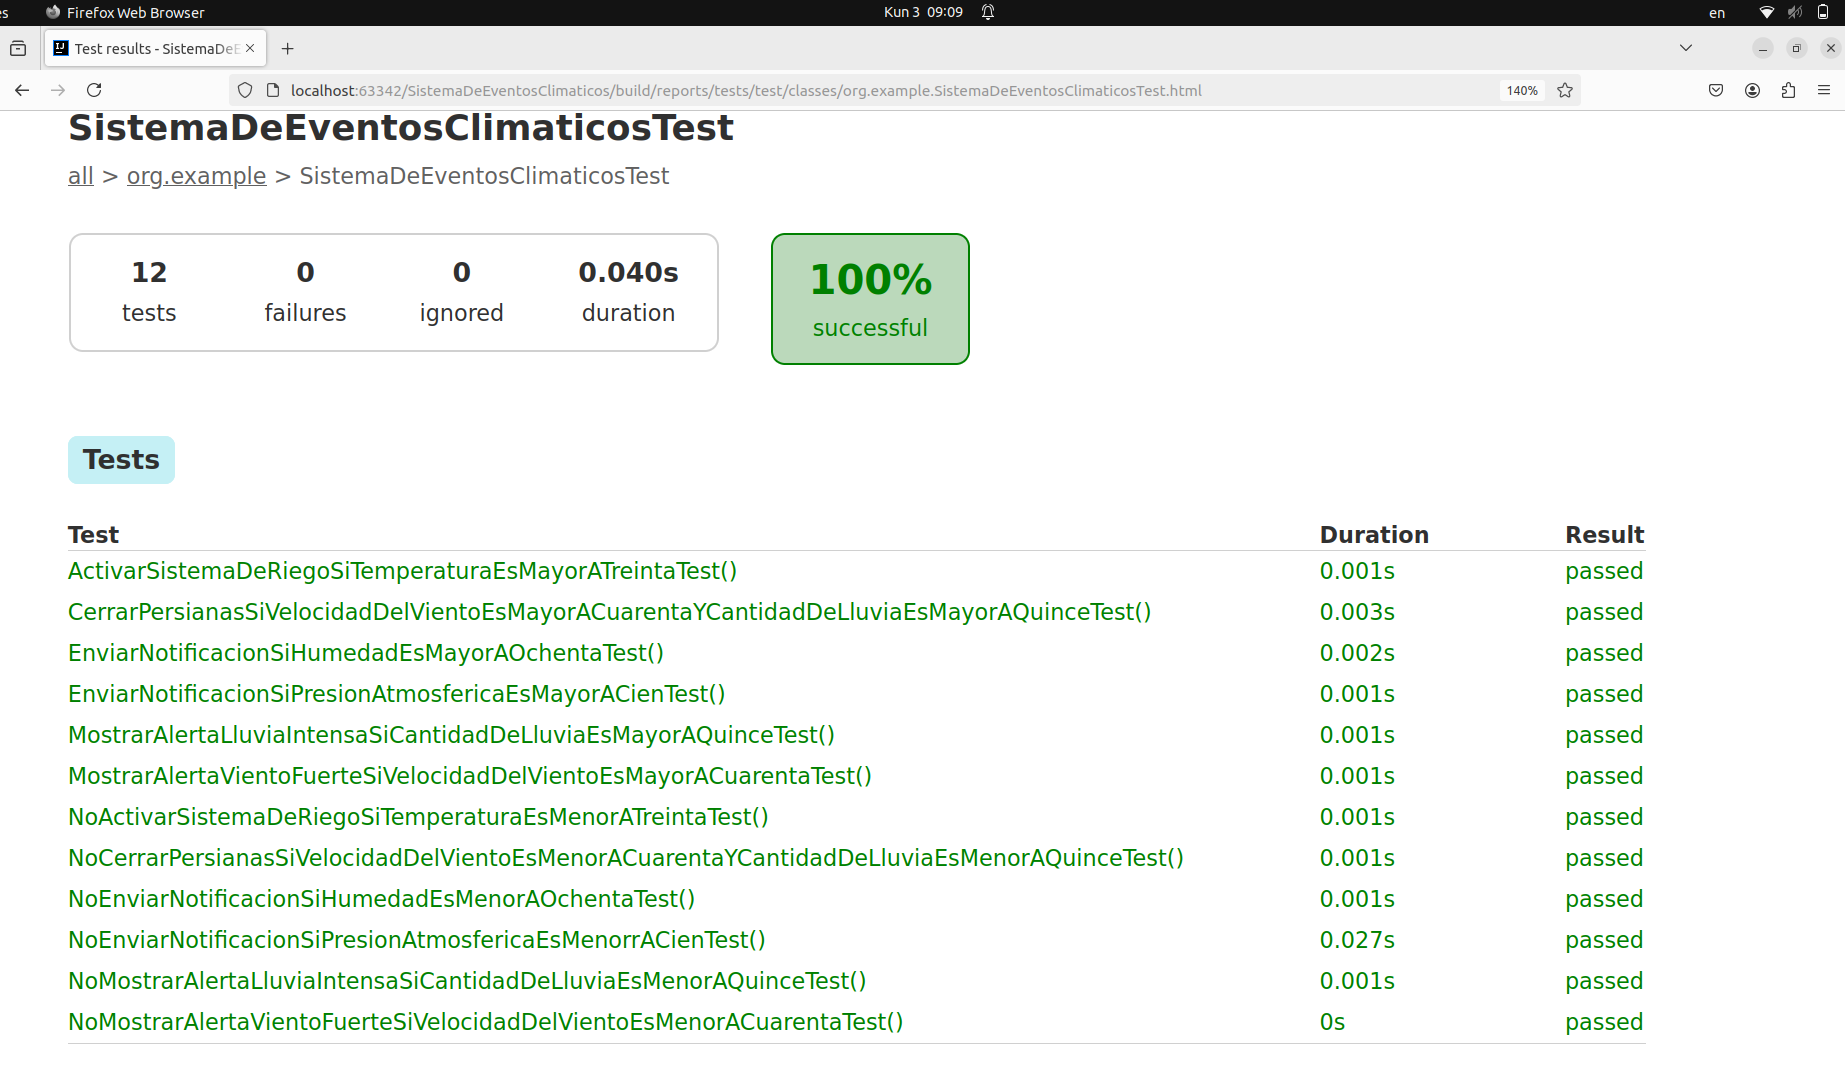 es Firefox Web Browser Kun 3 09:09 en
Test results - SistemaDeE
localhost:63342/SistemaDeEventosClimaticos/build/reports/tests/test/classes/org.example.SistemaDeEventosClimaticosTest.html 140%
SistemaDeEventosClimaticosTest
all > org.example > SistemaDeEventosClimaticosTest
12 0 0 0.040s
tests failures ignored duration
100%
successful
Tests
Test Duration Result
ActivarSistemaDeRiegoSiTemperaturaEsMayorATreintaTest() 0.001s passed
CerrarPersianasSiVelocidadDelVientoEsMayorACuarentaYCantidadDeLluviaEsMayorAQuinceTest() 0.003s passed
EnviarNotificacionSiHumedadEsMayorAOchentaTest() 0.002s passed
EnviarNotificacionSiPresionAtmosfericaEsMayorACienTest() 0.001s passed
MostrarAlertaLluviaIntensaSiCantidadDeLluviaEsMayorAQuinceTest() 0.001s passed
MostrarAlertaVientoFuerteSiVelocidadDelVientoEsMayorACuarentaTest() 0.001s passed
NoActivarSistemaDeRiegoSiTemperaturaEsMenorATreintaTest() 0.001s passed
NoCerrarPersianasSiVelocidadDelVientoEsMenorACuarentaYCantidadDeLluviaEsMenorAQuinceTest() 0.001s passed
NoEnviarNotificacionSiHumedadEsMenorAOchentaTest() 0.001s passed
NoEnviarNotificacionSiPresionAtmosfericaEsMenorrACienTest() 0.027s passed
NoMostrarAlertaLluviaIntensaSiCantidadDeLluviaEsMenorAQuinceTest() 0.001s passed
NoMostrarAlertaVientoFuerteSiVelocidadDelVientoEsMenorACuarentaTest() 0s passed